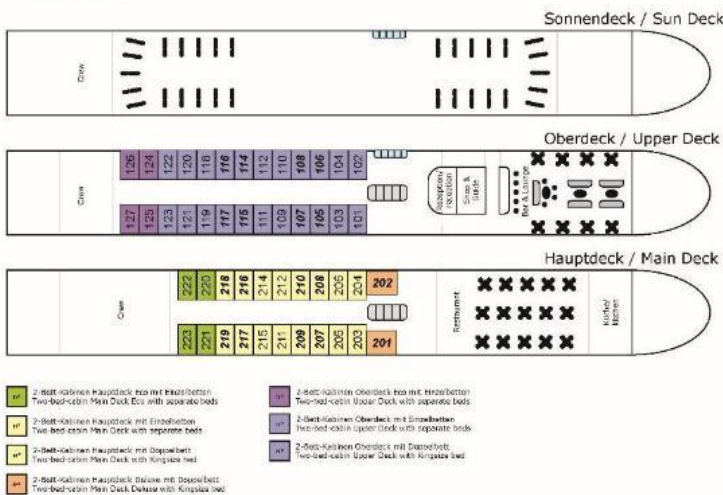 Sonnendeck / Sun Deck
Crew
Oberdeck / Upper Deck
126 124 122 120 118 16 114 112 110 108 106 104 102
Crew
Rezeption/
reception
Shop &
Guide
Bar & Lounge
127 125 123 121 119 117 115 111 109 107 105 103 101
Hauptdeck / Main Deck
222 220 218 216 214 212 210 208 206 204 202
Crew
Restaurant
Küche/
kitchen
223 221 219 217 215 211 209 207 205 203 201
n° 2-Bett-Kabinen Hauptdeck Eco mit Einzelbetten
Two-bed-cabin Main Deck Eco with separate beds
n° 2-Bett-Kabinen Hauptdeck mit Einzelbetten
Two-bed-cabin Main Deck with separate beds
n° 2-Bett-Kabinen Hauptdeck mit Doppelbett
Two-bed-cabin Main Deck with Kingsize bed
n° 2-Bett-Kabinen Hauptdeck Deluxe mit Doppelbett
Two-bed-cabin Main Deck Deluxe with Kingsize bed
n° 2-Bett-Kabinen Oberdeck Eco mit Einzelbetten
Two-bed-cabin Upper Deck Eco with separate beds
n° 2-Bett-Kabinen Oberdeck mit Einzelbetten
Two-bed-cabin Upper Deck with separate beds
n° 2-Bett-Kabinen Oberdeck mit Doppelbett
Two-bed-cabin Upper Deck with Kingsize bed